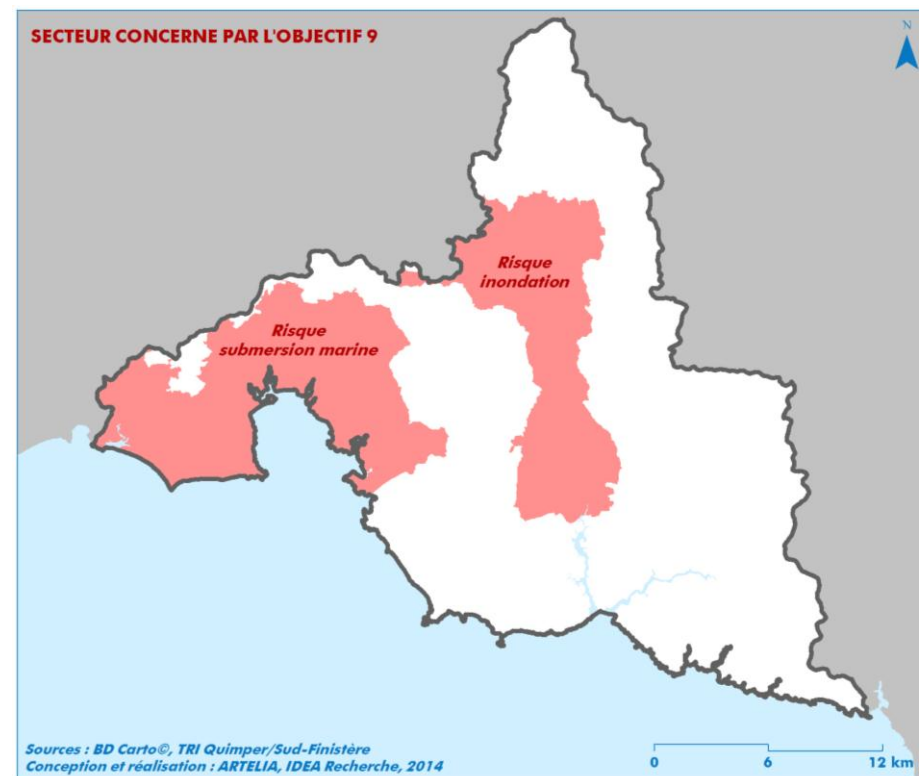 SECTEUR CONCERNE PAR L'OBJECTIF 9
N
Risque
inondation
Risque
submersion marine
Sources : BD Carto©, TRI Quimper/Sud-Finistère
Conception et réalisation : ARTELIA, IDEA Recherche, 2014
0 6 12 km